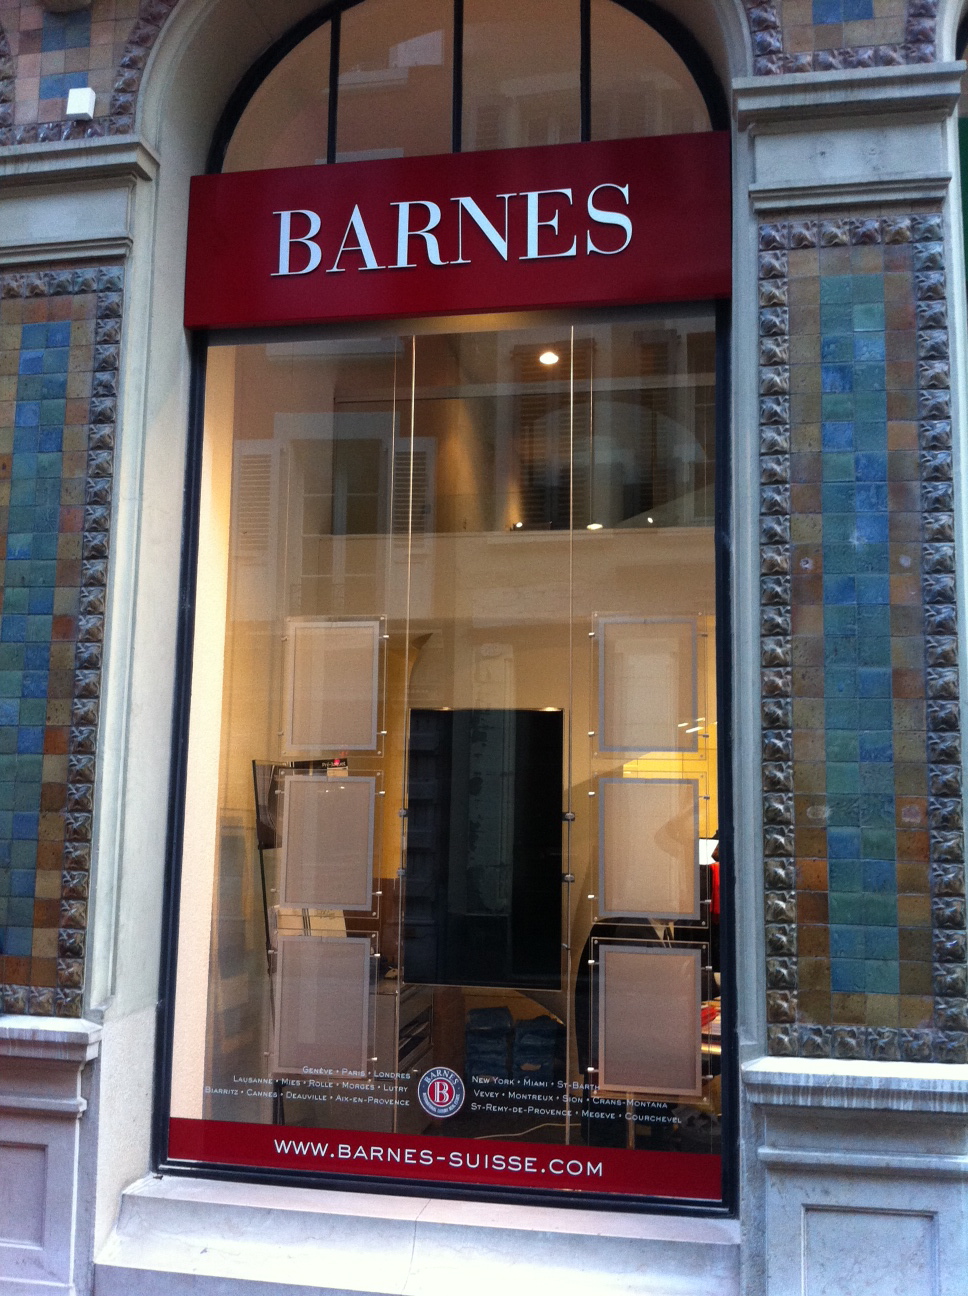 BARNES
GENÈVE • PARIS • LONDRES
LAUSANNE • MIES • ROLLE • MORGES • LUTRY
BIARRITZ • CANNES • DEAUVILLE • AIX-EN-PROVENCE
BARNES
B
NEW YORK • MIAMI • ST-BARTH
VEVEY • MONTREUX • SION • CRANS-MONTANA
ST-REMY-DE-PROVENCE • MEGEVE • COURCHEVEL
WWW.BARNES-SUISSE.COM